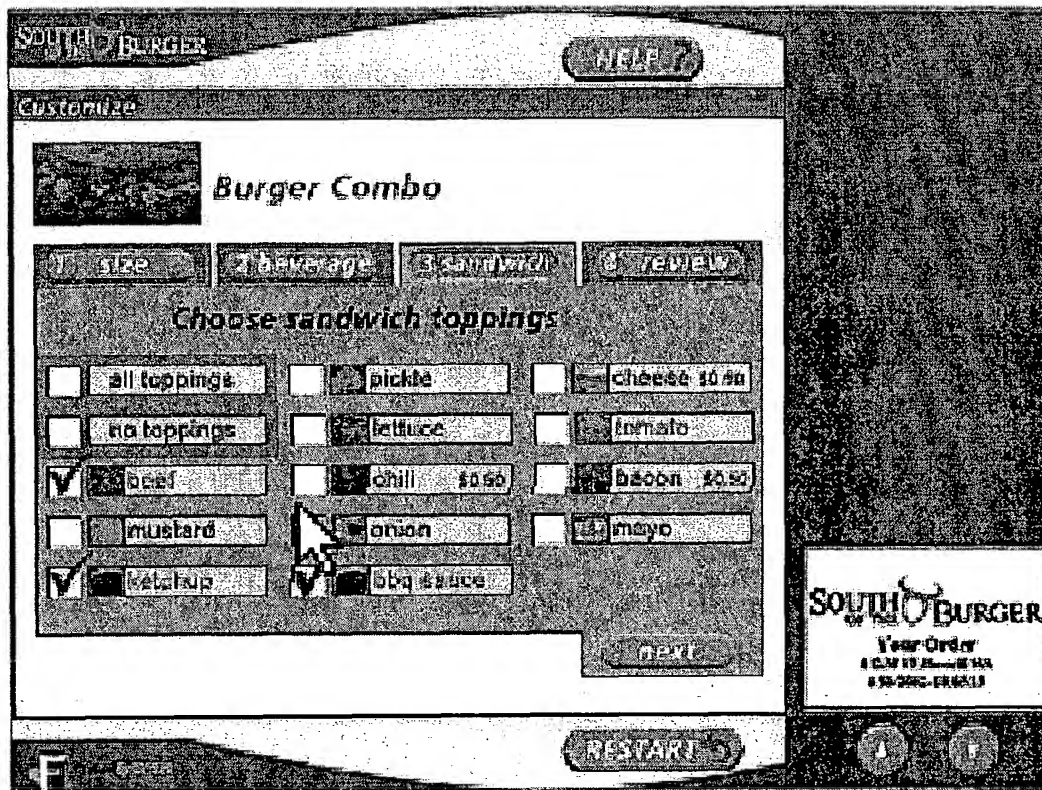 SOUTH BURGER
HELP ?
Customize
Burger Combo
1 size 2 beverage 3 sandwich review
Choose sandwich toppings
all toppings pickle cheese $0.50
no toppings lettuce tomato
beef chili $0.50 bacon $0.50
mustard onion mayo
ketchup bbq sauce
next
SOUTH OF THE BURGER
Your Order
RESTART